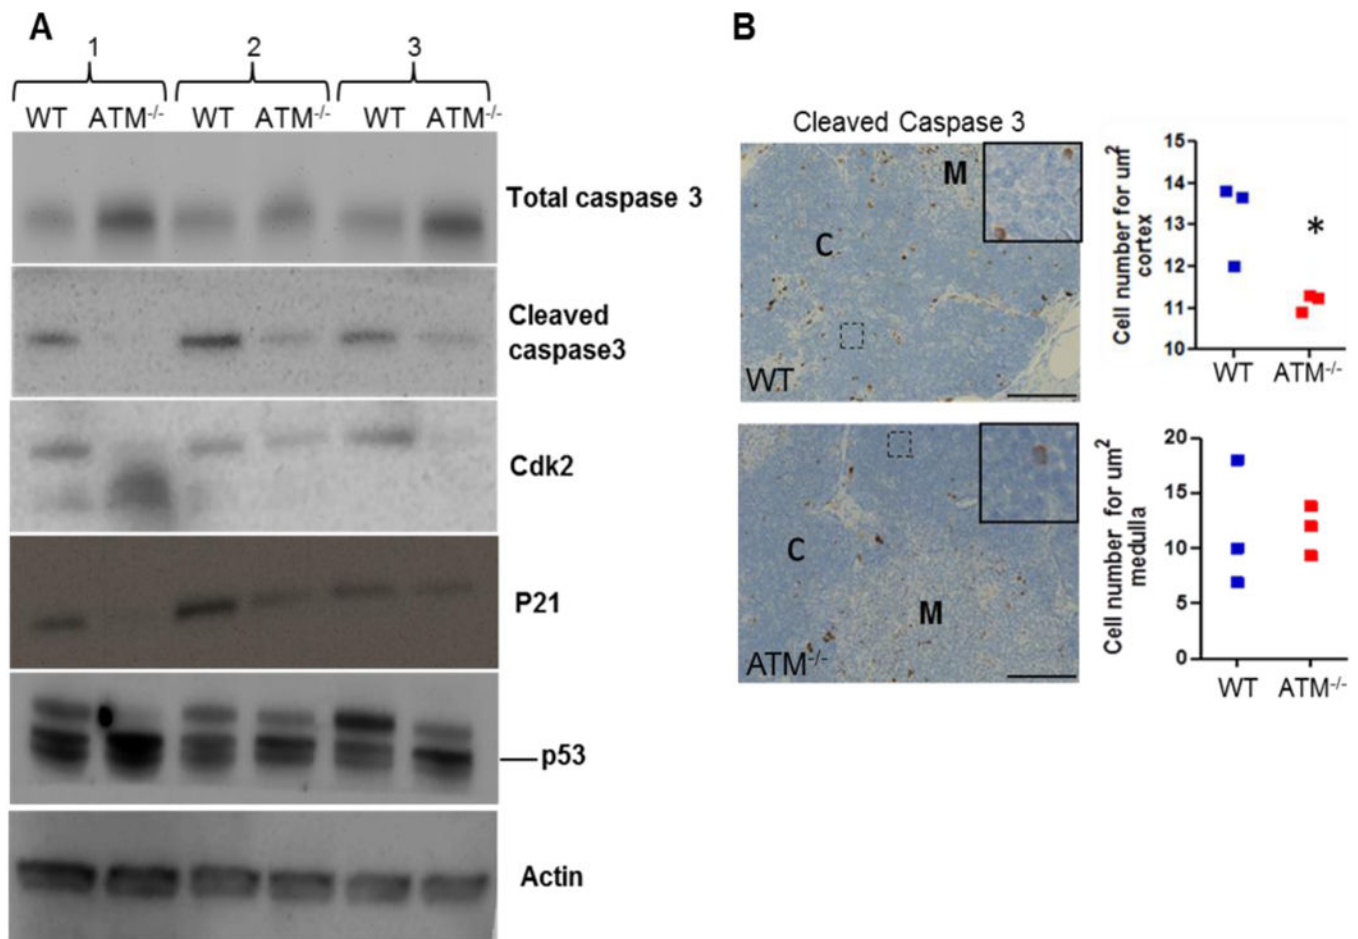 A
1 2 3
WT ATM-/- WT ATM-/- WT ATM-/-
Total caspase 3
Cleaved
caspase3
Cdk2
P21
p53
Actin
B
Cleaved Caspase 3
M
C
WT
C
M
ATM-/-
Cell number for um²
cortex
15
14
13
12
11
10
*
WT ATM-/-
Cell number for um²
medulla
20
15
10
5
0
WT ATM-/-